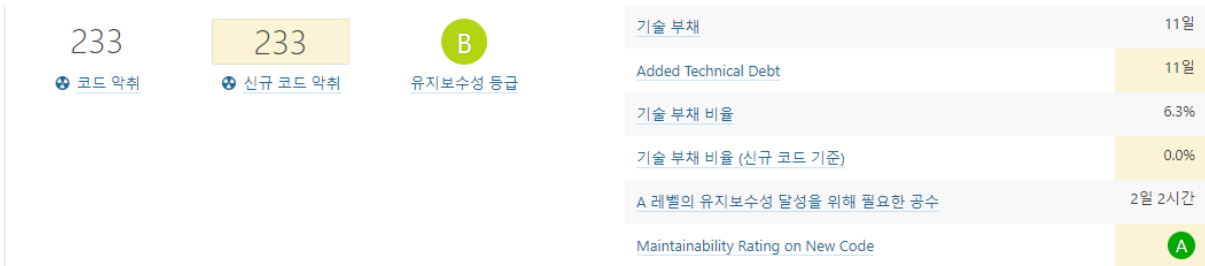 233
233
B
코드 악취
신규 코드 악취
유지보수성 등급
기술 부채 11일
Added Technical Debt 11일
기술 부채 비율 6.3%
기술 부채 비율 (신규 코드 기준) 0.0%
A 레벨의 유지보수성 달성을 위해 필요한 공수 2일 2시간
Maintainability Rating on New Code A